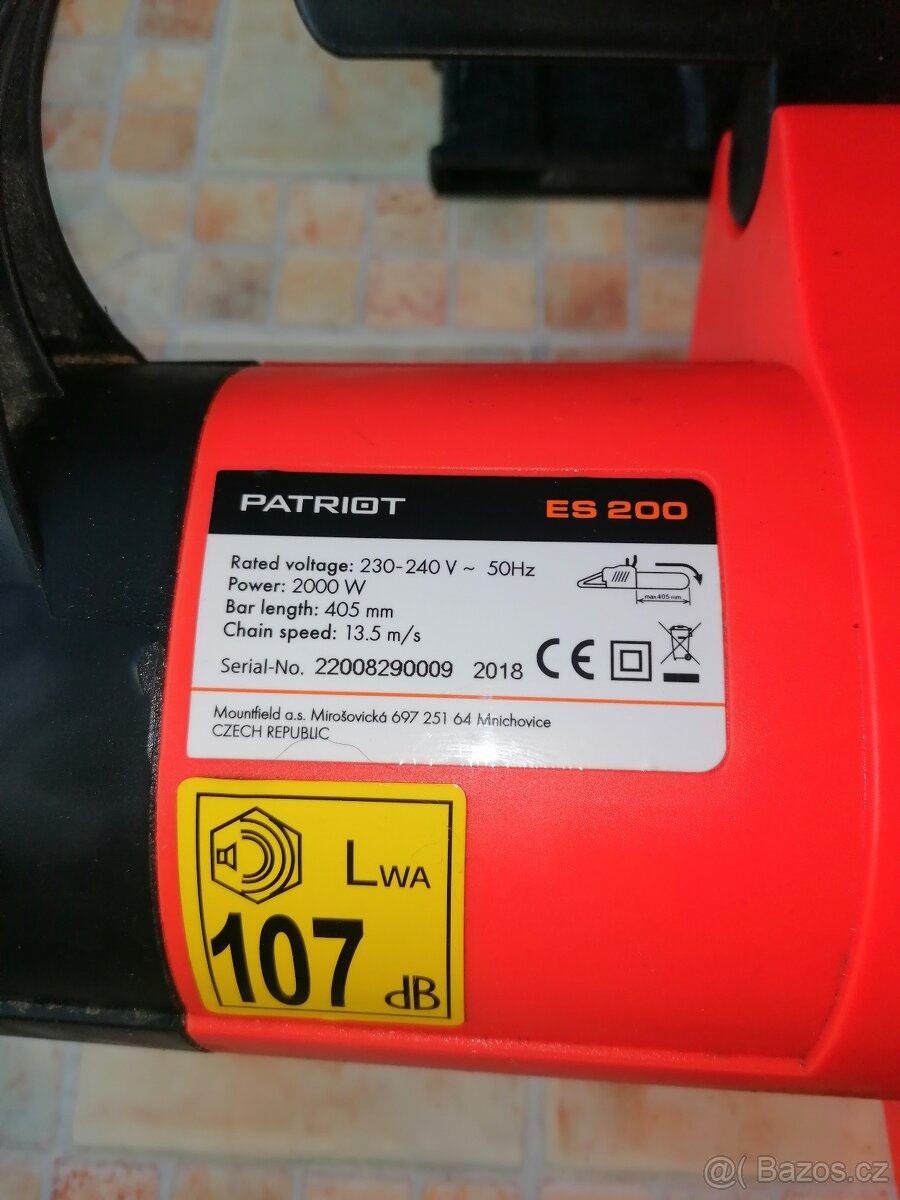 PATRIOT ES 200
Rated voltage: 230-240 V ~ 50Hz
Power: 2000 W
Bar length: 405 mm
Chain speed: 13.5 m/s
max.405 mm
Serial-No. 22008290009 2018 CE
Mountfield a.s. Mirošovická 697 251 64 Mnichovice
CZECH REPUBLIC
LWA
107
dB
@( Bazos.cz